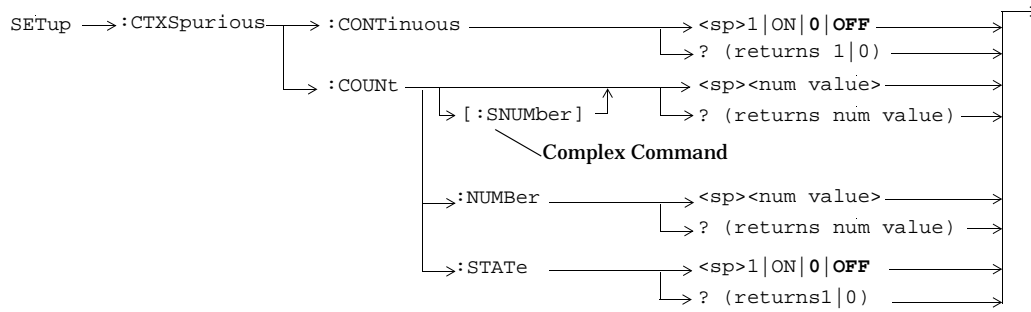 SETup :CTXSpurious :CONTinuous <sp>1|ON|0|OFF
? (returns 1|0)
:COUNt <sp><num value>
[:SNUMber] ? (returns num value)
Complex Command
:NUMBer <sp><num value>
? (returns num value)
:STATe <sp>1|ON|0|OFF
? (returns1|0)